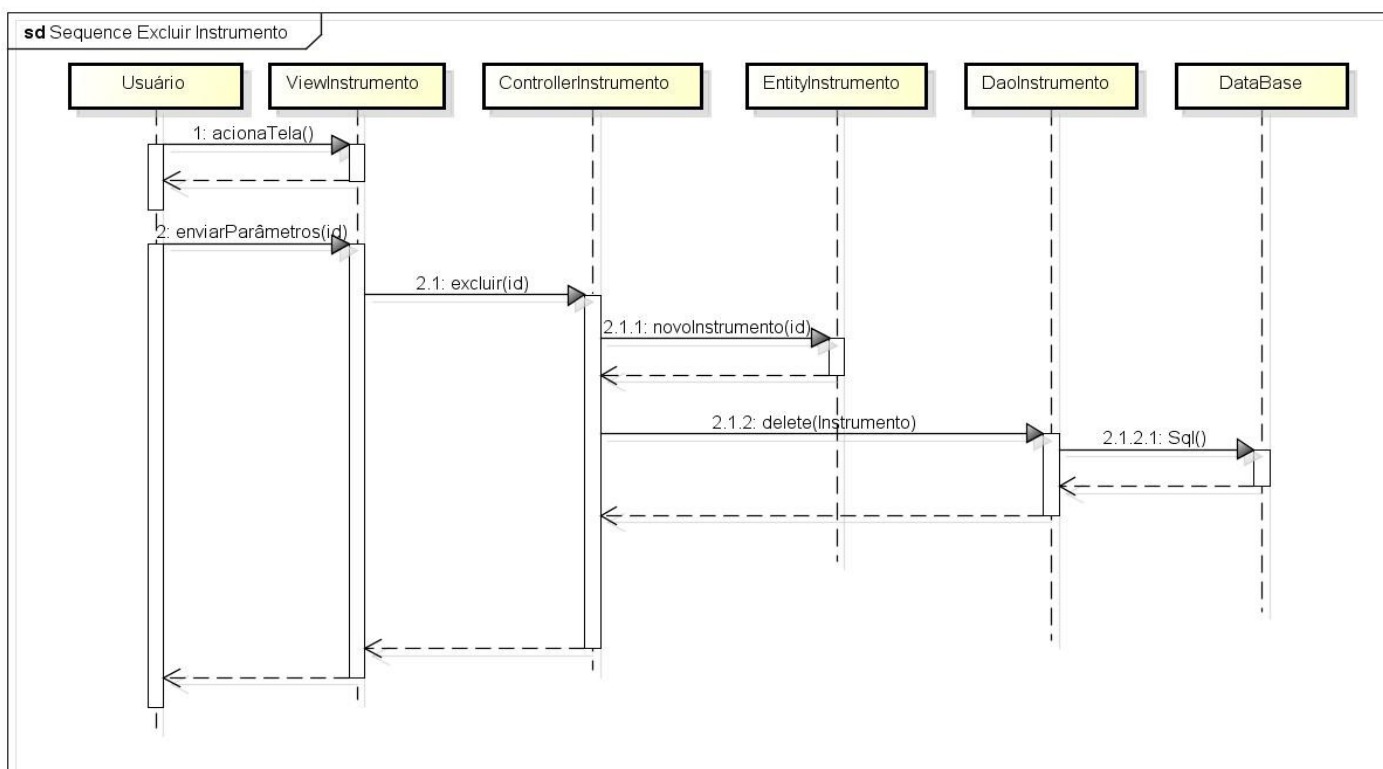 sd Sequence Excluir Instrumento
Usuário
ViewInstrumento
ControllerInstrumento
EntityInstrumento
DaoInstrumento
DataBase
1: acionaTela()
2: enviarParâmetros(id)
2.1: excluir(id)
2.1.1: novoInstrumento(id)
2.1.2: delete(Instrumento)
2.1.2.1: Sql()